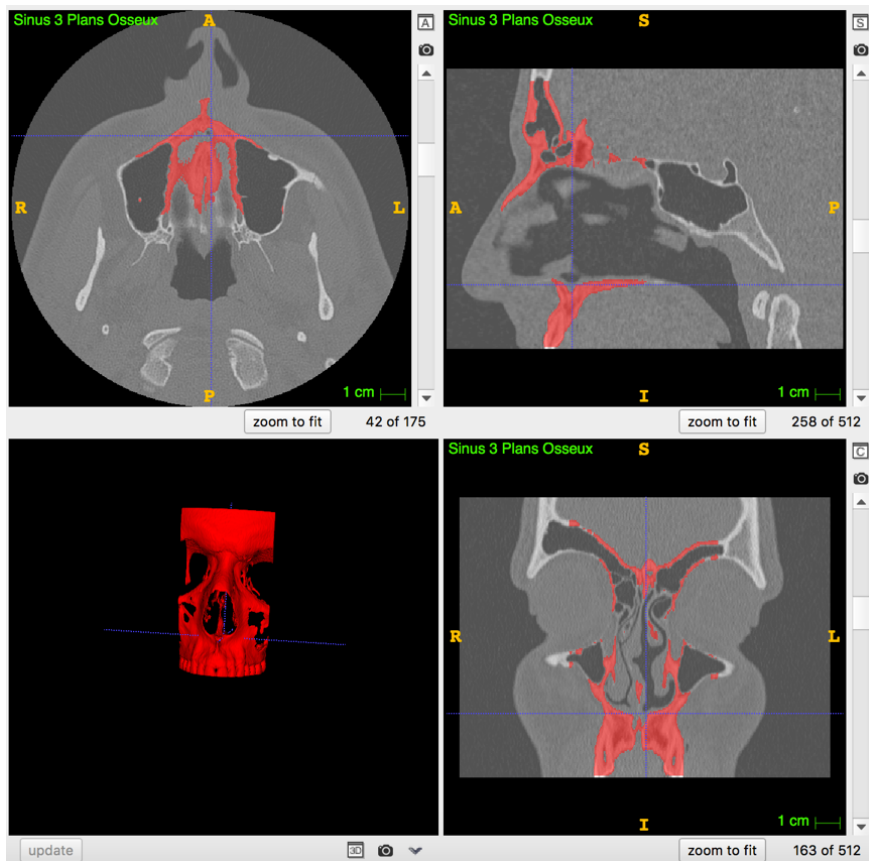 Sinus 3 Plans Osseux
A
A
R
L
P
1 cm
zoom to fit
42 of 175
Sinus 3 Plans Osseux
S
S
A
P
I
1 cm
zoom to fit
258 of 512
update
3D
Sinus 3 Plans Osseux
S
C
R
L
I
1 cm
zoom to fit
163 of 512